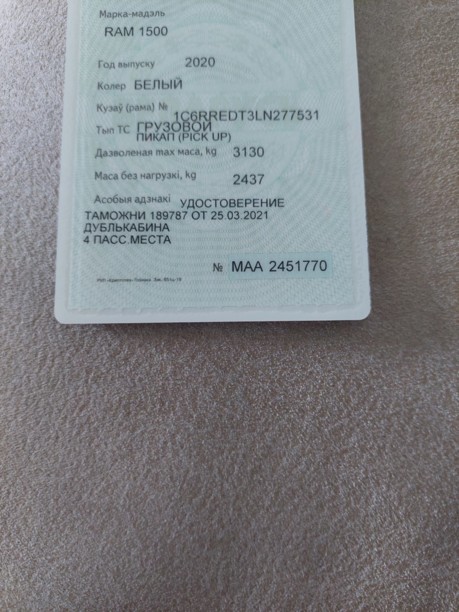 Марка-мадэль
RAM 1500
Год выпуску 2020
Колер БЕЛЫЙ
Кузаў (рама) № 1C6RREDT3LN277531
Тып ТС ГРУЗОВОЙ
ПИКАП (PICK UP)
Дазволеная max маса, kg 3130
Маса без нагрузкі, kg 2437
Асобыя адзнакі УДОСТОВЕРЕНИЕ
ТАМОЖНИ 189787 ОТ 25.03.2021
ДУБЛЬКАБИНА
4 ПАСС.МЕСТА
№ МАА 2451770